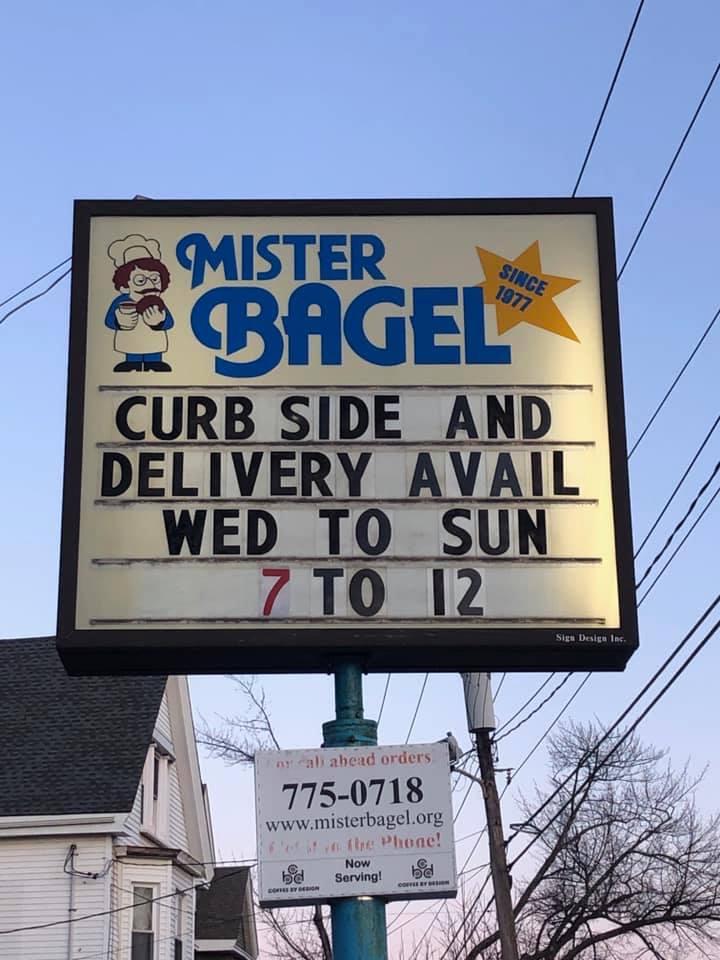 MISTER
BAGEL
SINCE
1977
CURB SIDE AND
DELIVERY AVAIL
WED TO SUN
7 TO 12
Sign Design Inc.
ahead orders
775-0718
www.misterbagel.org
the Phone!
Now
Serving!
COFFEE BY DESIGN
COFFEE BY DESIGN